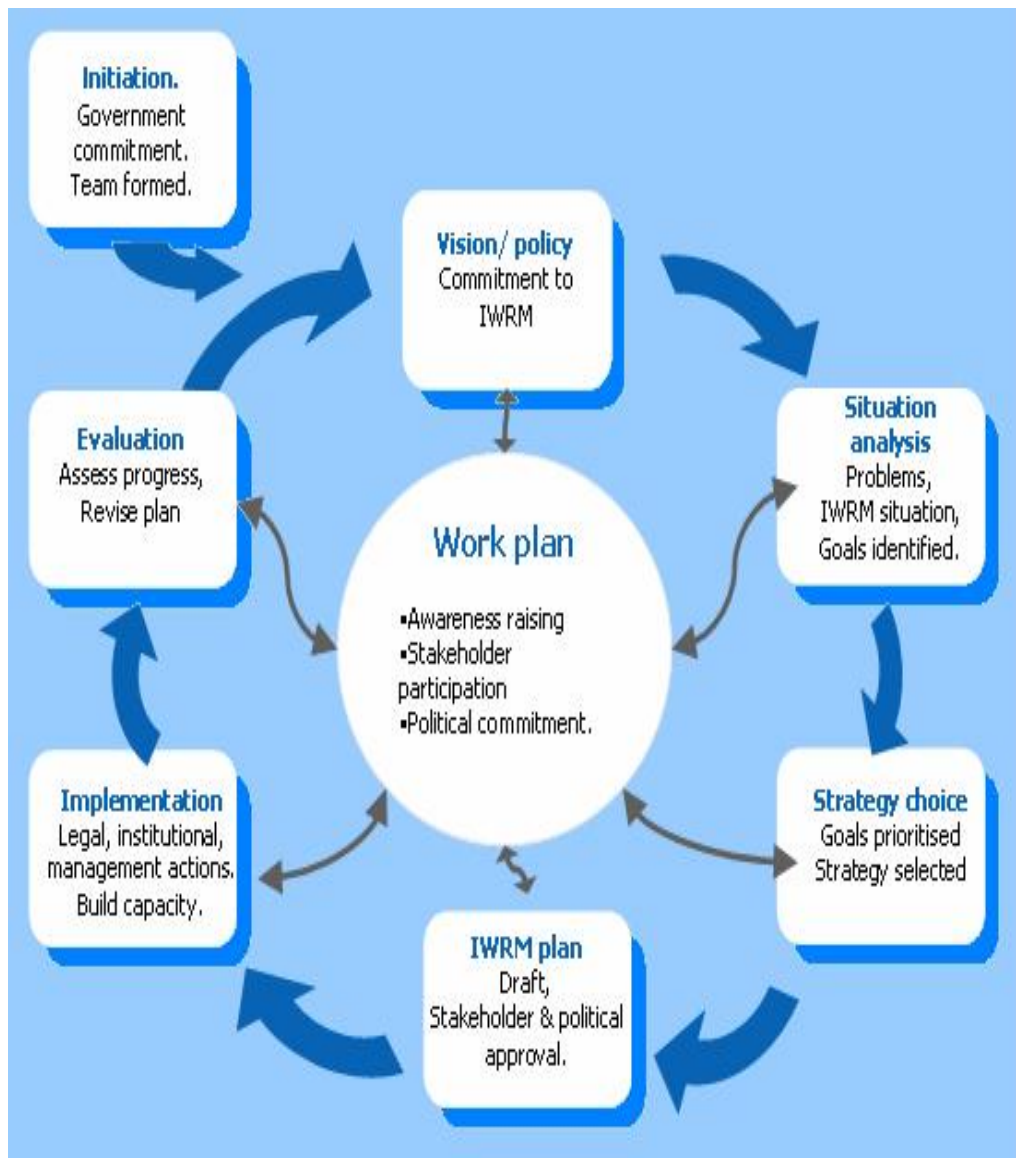 Initiation.
Government
commitment.
Team formed.
Vision/ policy
Commitment to
IWRM
Situation
analysis
Problems,
IWRM situation,
Goals identified.
Strategy choice
Goals prioritised
Strategy selected
IWRM plan
Draft,
Stakeholder & political
approval.
Implementation
Legal, institutional,
management actions.
Build capacity.
Evaluation
Assess progress,
Revise plan
Work plan
▪Awareness raising
▪Stakeholder
participation
▪Political commitment.